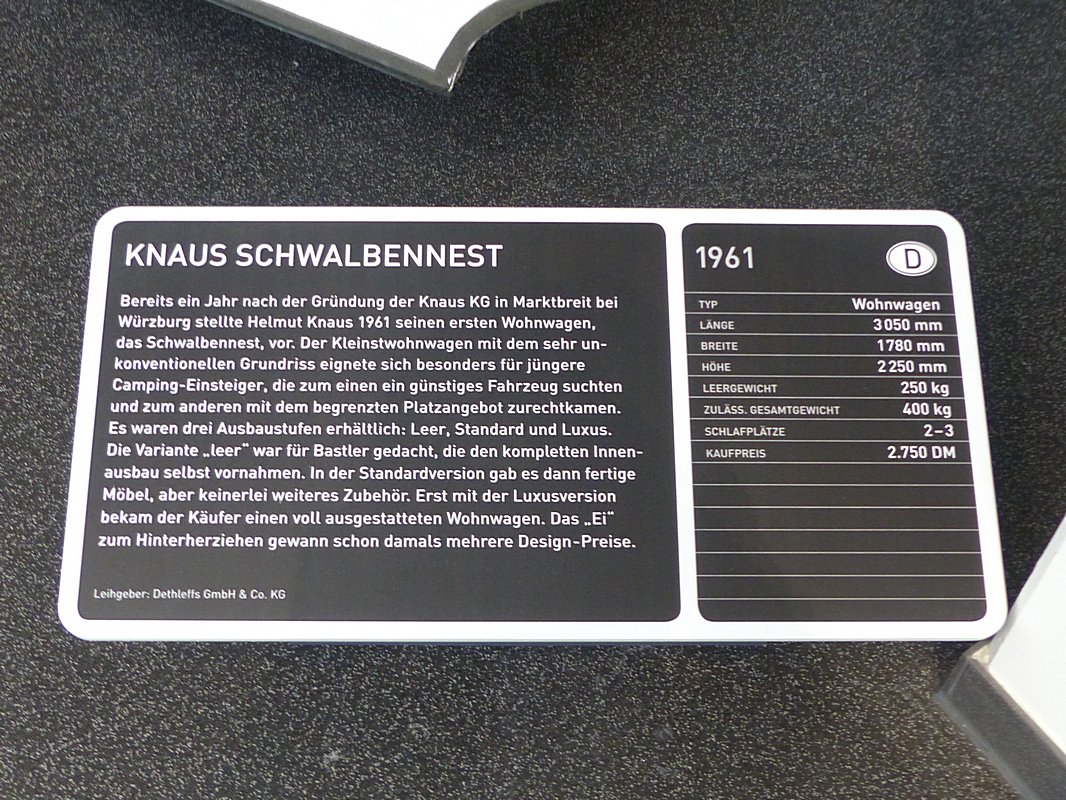 KNAUS SCHWALBENNEST
Bereits ein Jahr nach der Gründung der Knaus KG in Marktbreit bei
Würzburg stellte Helmut Knaus 1961 seinen ersten Wohnwagen,
das Schwalbennest, vor. Der Kleinstwohnwagen mit dem sehr un-
konventionellen Grundriss eignete sich besonders für jüngere
Camping-Einsteiger, die zum einen ein günstiges Fahrzeug suchten
und zum anderen mit dem begrenzten Platzangebot zurechtkamen.
Es waren drei Ausbaustufen erhältlich: Leer, Standard und Luxus.
Die Variante „leer“ war für Bastler gedacht, die den kompletten Innen-
ausbau selbst vornahmen. In der Standardversion gab es dann fertige
Möbel, aber keinerlei weiteres Zubehör. Erst mit der Luxusversion
bekam der Käufer einen voll ausgestatteten Wohnwagen. Das „Ei“
zum Hinterherziehen gewann schon damals mehrere Design-Preise.
Leihgeber: Dethleffs GmbH & Co. KG
1961 D
TYP Wohnwagen
LÄNGE 3050 mm
BREITE 1780 mm
HÖHE 2250 mm
LEERGEWICHT 250 kg
ZULÄSS. GESAMTGEWICHT 400 kg
SCHLAFPLÄTZE 2–3
KAUFPREIS 2.750 DM